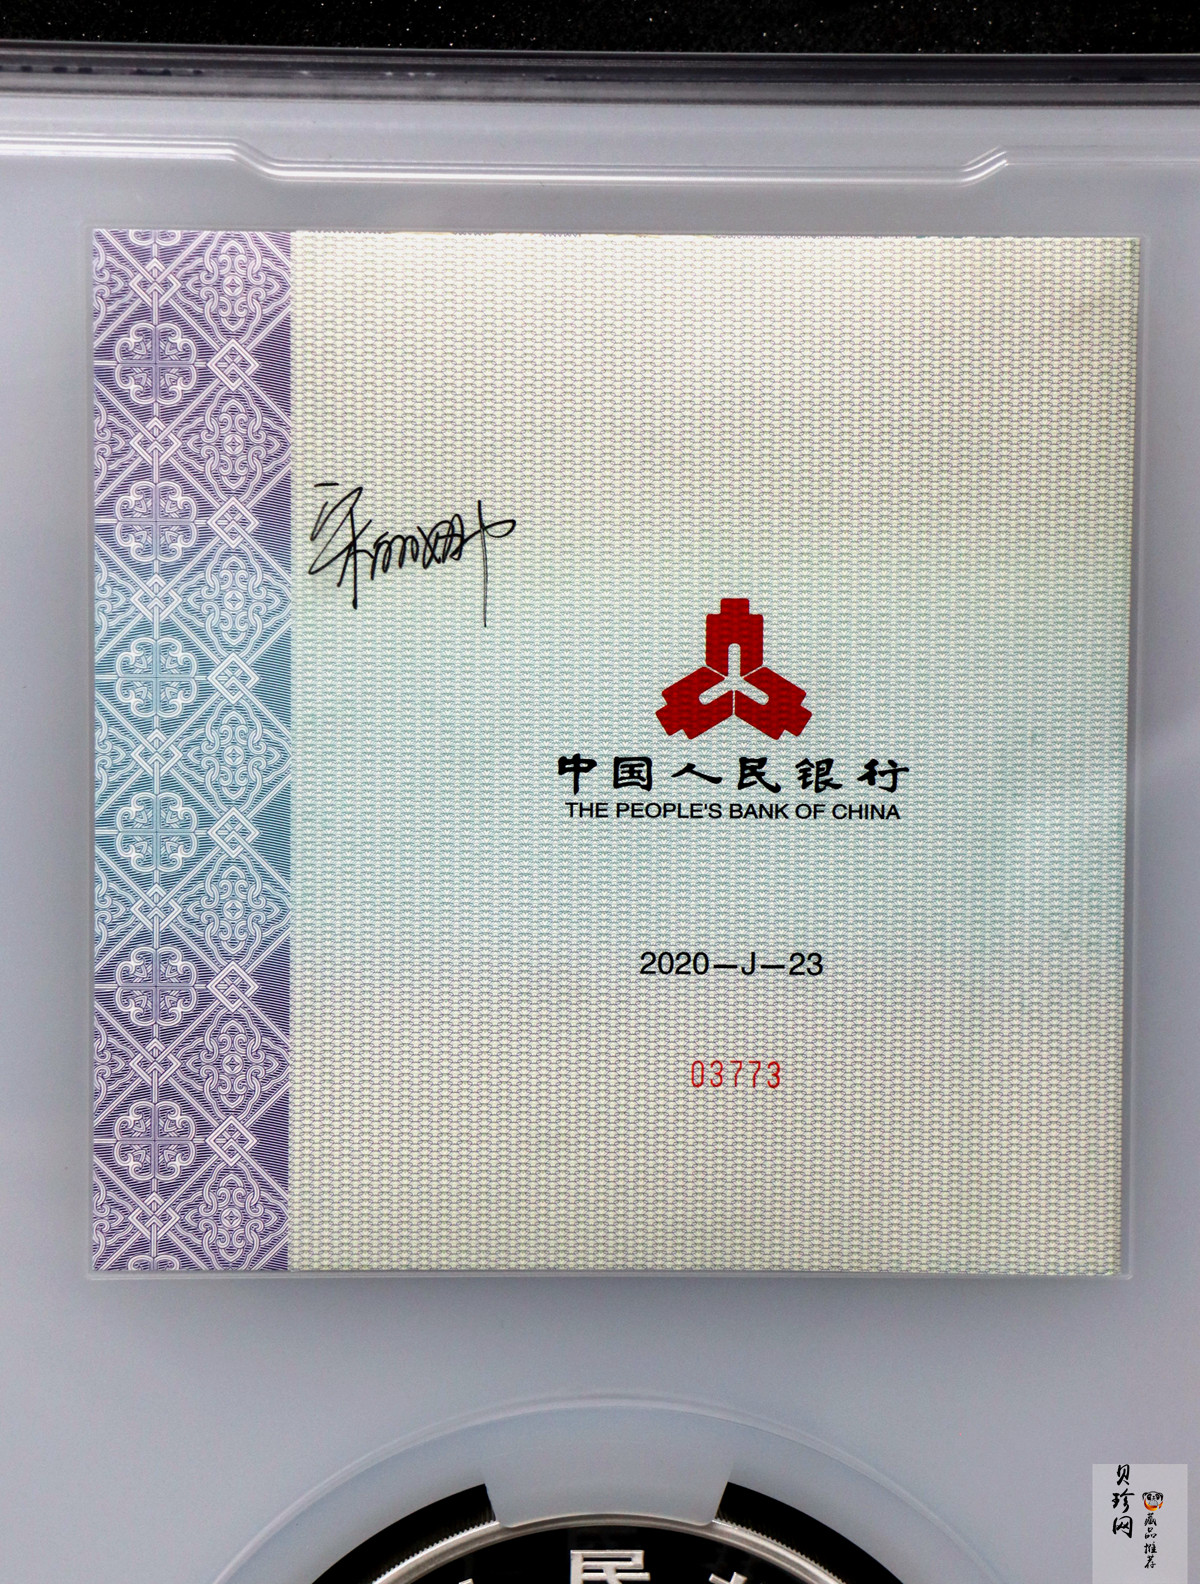 中国人民银行
THE PEOPLE'S BANK OF CHINA
2020—J—23
03773
民
贝珍网
藏品推荐